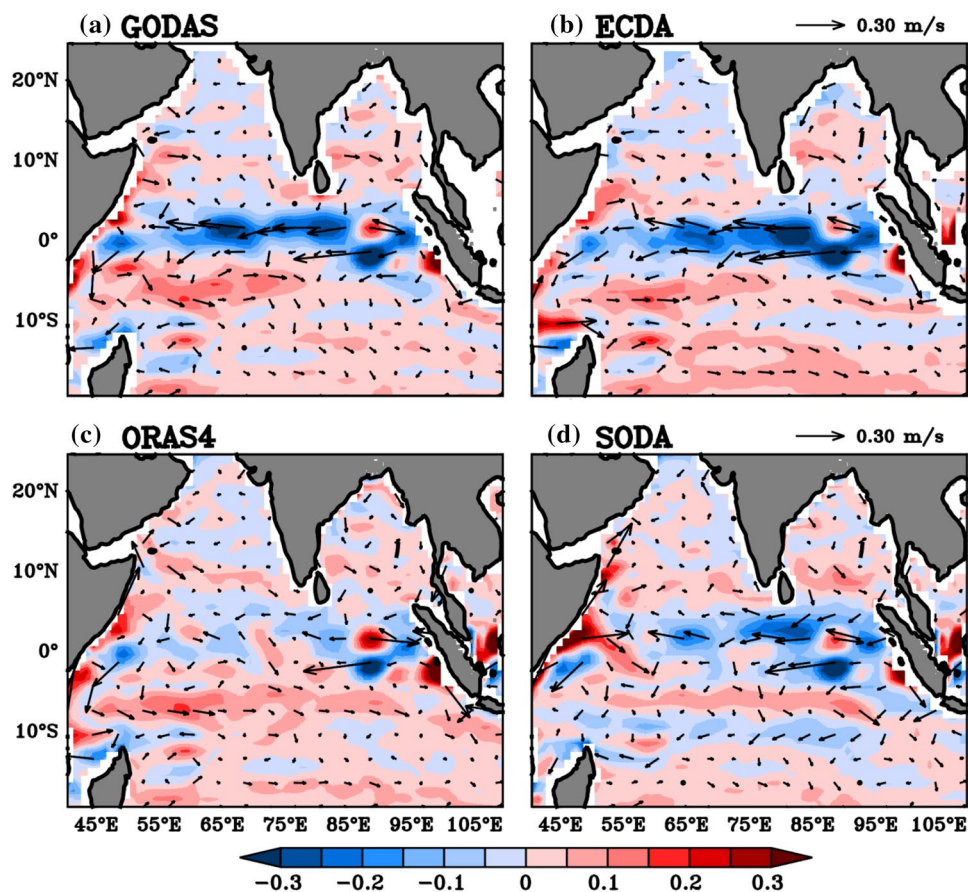 (a) GODAS
(b) ECDA 0.30 m/s
20°N
10°N
0°
10°S
(c) ORAS4
(d) SODA 0.30 m/s
20°N
10°N
0°
10°S
45°E 55°E 65°E 75°E 85°E 95°E 105°E 45°E 55°E 65°E 75°E 85°E 95°E 105°E
−0.3 −0.2 −0.1 0 0.1 0.2 0.3